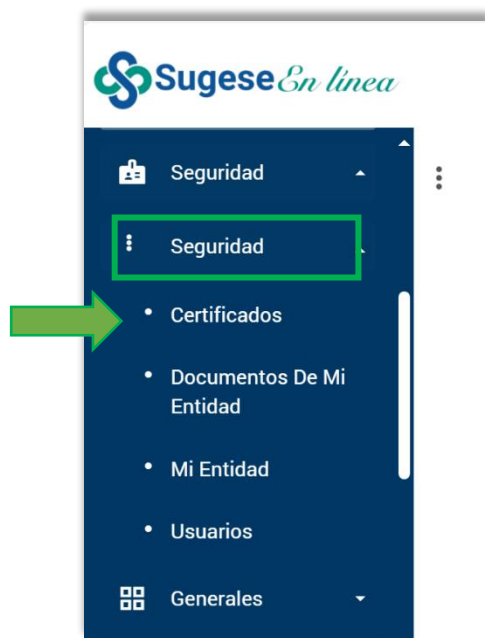 Sugese En línea
Seguridad
Seguridad
Certificados
Documentos De Mi
Entidad
Mi Entidad
Usuarios
Generales